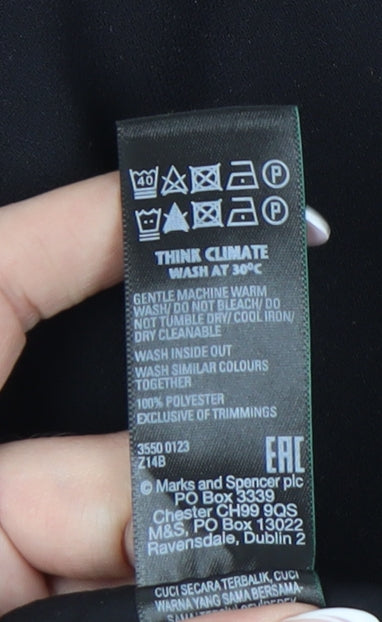 40 P
P
THINK CLIMATE
WASH AT 30°C
GENTLE MACHINE WARM
WASH/ DO NOT BLEACH/ DO
NOT TUMBLE DRY/ COOL IRON/
DRY CLEANABLE
WASH INSIDE OUT
WASH SIMILAR COLOURS
TOGETHER
100% POLYESTER
EXCLUSIVE OF TRIMMINGS
3550 0123
Z14B
EAC
© Marks and Spencer plc
PO Box 3339
Chester CH99 9QS
M&S, PO Box 13022
Ravensdale, Dublin 2
CUCI SECARA TERBALIK, CUCI
WARNA YANG SAMA BERSAMA-